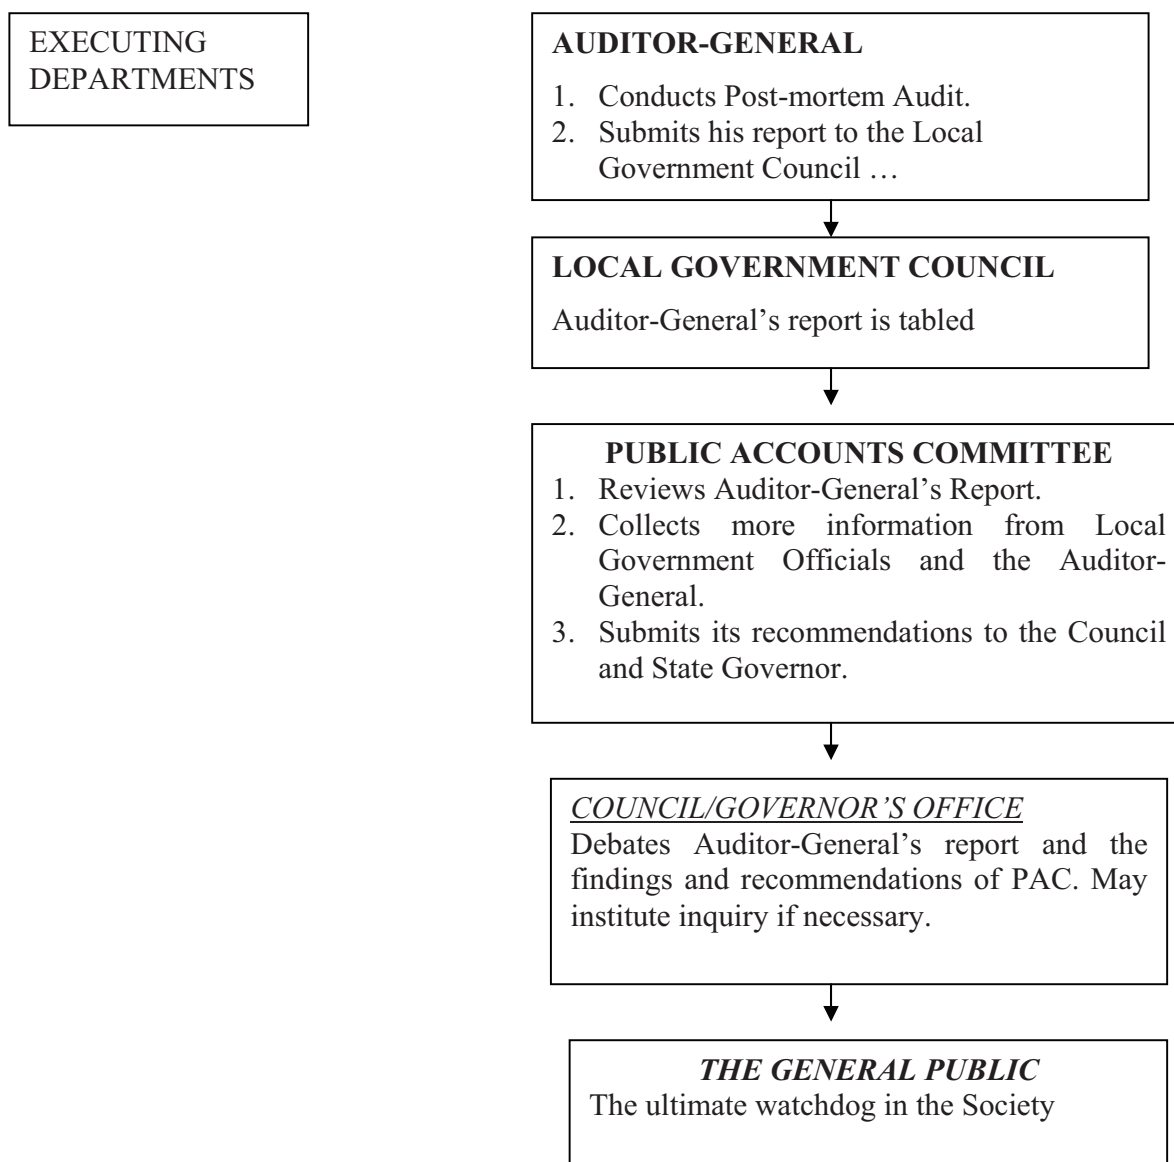 EXECUTING
DEPARTMENTS
AUDITOR-GENERAL
1. Conducts Post-mortem Audit.
2. Submits his report to the Local
Government Council …
LOCAL GOVERNMENT COUNCIL
Auditor-General’s report is tabled
PUBLIC ACCOUNTS COMMITTEE
1. Reviews Auditor-General’s Report.
2. Collects more information from Local
Government Officials and the Auditor-
General.
3. Submits its recommendations to the Council
and State Governor.
COUNCIL/GOVERNOR’S OFFICE
Debates Auditor-General’s report and the
findings and recommendations of PAC. May
institute inquiry if necessary.
THE GENERAL PUBLIC
The ultimate watchdog in the Society